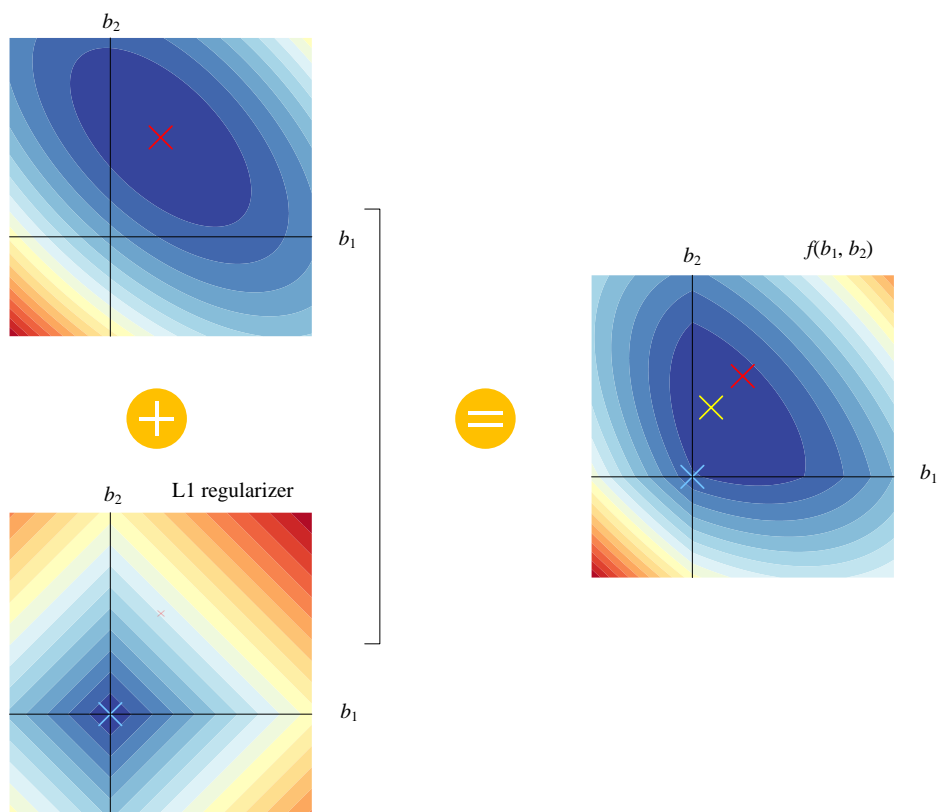 b₂
b₁
b₂
f(b₁, b₂)
b₁
b₂
L1 regularizer
b₁